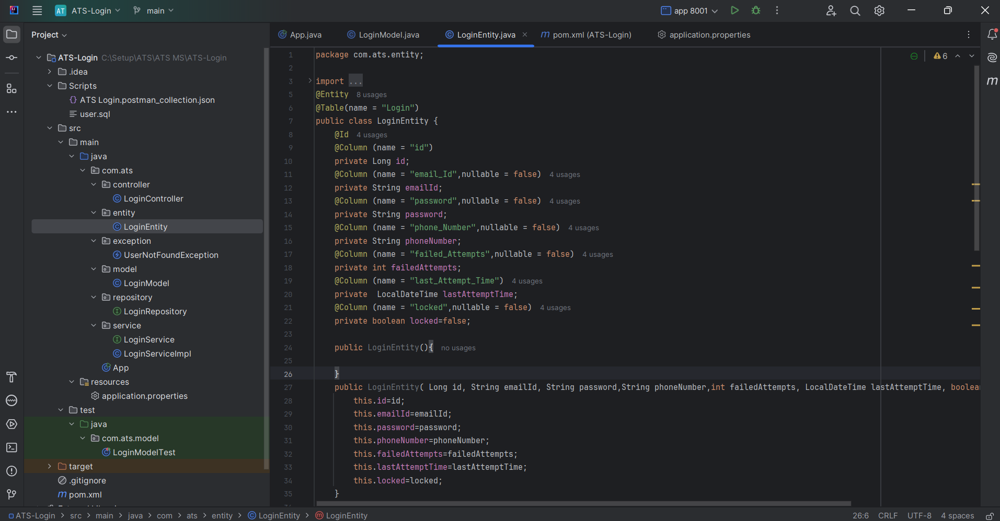 AT ATS-Login main app 8001
Project
App.java LoginModel.java LoginEntity.java pom.xml (ATS-Login) application.properties
ATS-Login C:\Setup\ATS\ATS MS\ATS-Login
.idea
Scripts
ATS Login.postman_collection.json
user.sql
src
main
java
com.ats
controller
LoginController
entity
LoginEntity
exception
UserNotFoundException
model
LoginModel
repository
LoginRepository
service
LoginService
LoginServiceImpl
App
resources
application.properties
test
java
com.ats.model
LoginModelTest
target
.gitignore
pom.xml
6
1 package com.ats.entity;
2
3 import ...
5 @Entity 8 usages
6 @Table(name = "Login")
7 public class LoginEntity {
8 @Id 4 usages
9 @Column (name = "id")
10 private Long id;
11 @Column (name = "email_Id",nullable = false) 4 usages
12 private String emailId;
13 @Column (name = "password",nullable = false) 4 usages
14 private String password;
15 @Column (name = "phone_Number",nullable = false) 4 usages
16 private String phoneNumber;
17 @Column (name = "failed_Attempts",nullable = false) 4 usages
18 private int failedAttempts;
19 @Column (name = "last_Attempt_Time") 4 usages
20 private  LocalDateTime lastAttemptTime;
21 @Column (name = "locked",nullable = false) 4 usages
22 private boolean locked=false;
23
24 public LoginEntity(){ no usages
25
26 }
27 public LoginEntity( Long id, String emailId, String password,String phoneNumber,int failedAttempts, LocalDateTime lastAttemptTime, boolea
28 this.id=id;
29 this.emailId=emailId;
30 this.password=password;
31 this.phoneNumber=phoneNumber;
32 this.failedAttempts=failedAttempts;
33 this.lastAttemptTime=lastAttemptTime;
34 this.locked=locked;
35 }
ATS-Login > src > main > java > com > ats > entity > LoginEntity > LoginEntity 26:6 CRLF UTF-8 4 spaces